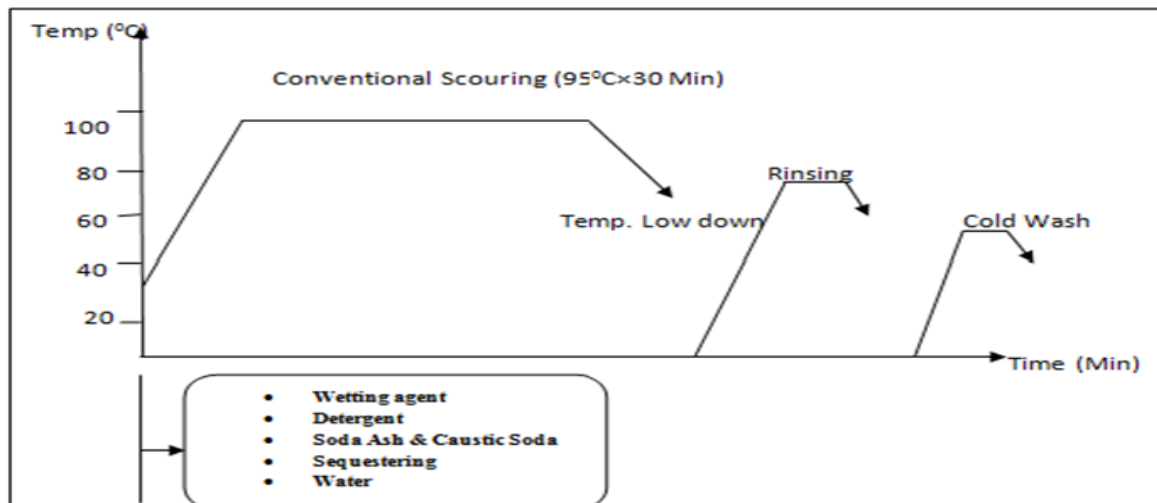 Temp (⁰C)
Conventional Scouring (95⁰C×30 Min)
100
80
Rinsing
60
Temp. Low down
Cold Wash
40
20
Time (Min)
• Wetting agent
• Detergent
• Soda Ash & Caustic Soda
• Sequestering
• Water